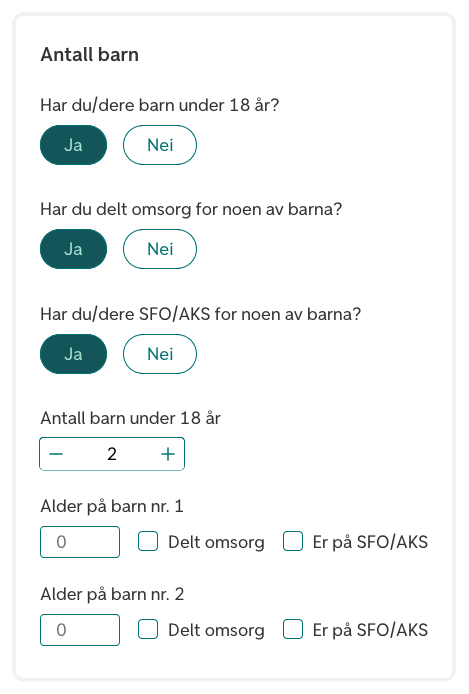 Antall barn
Har du/dere barn under 18 år?
Ja Nei
Har du delt omsorg for noen av barna?
Ja Nei
Har du/dere SFO/AKS for noen av barna?
Ja Nei
Antall barn under 18 år
− 2 +
Alder på barn nr. 1
0 Delt omsorg Er på SFO/AKS
Alder på barn nr. 2
0 Delt omsorg Er på SFO/AKS